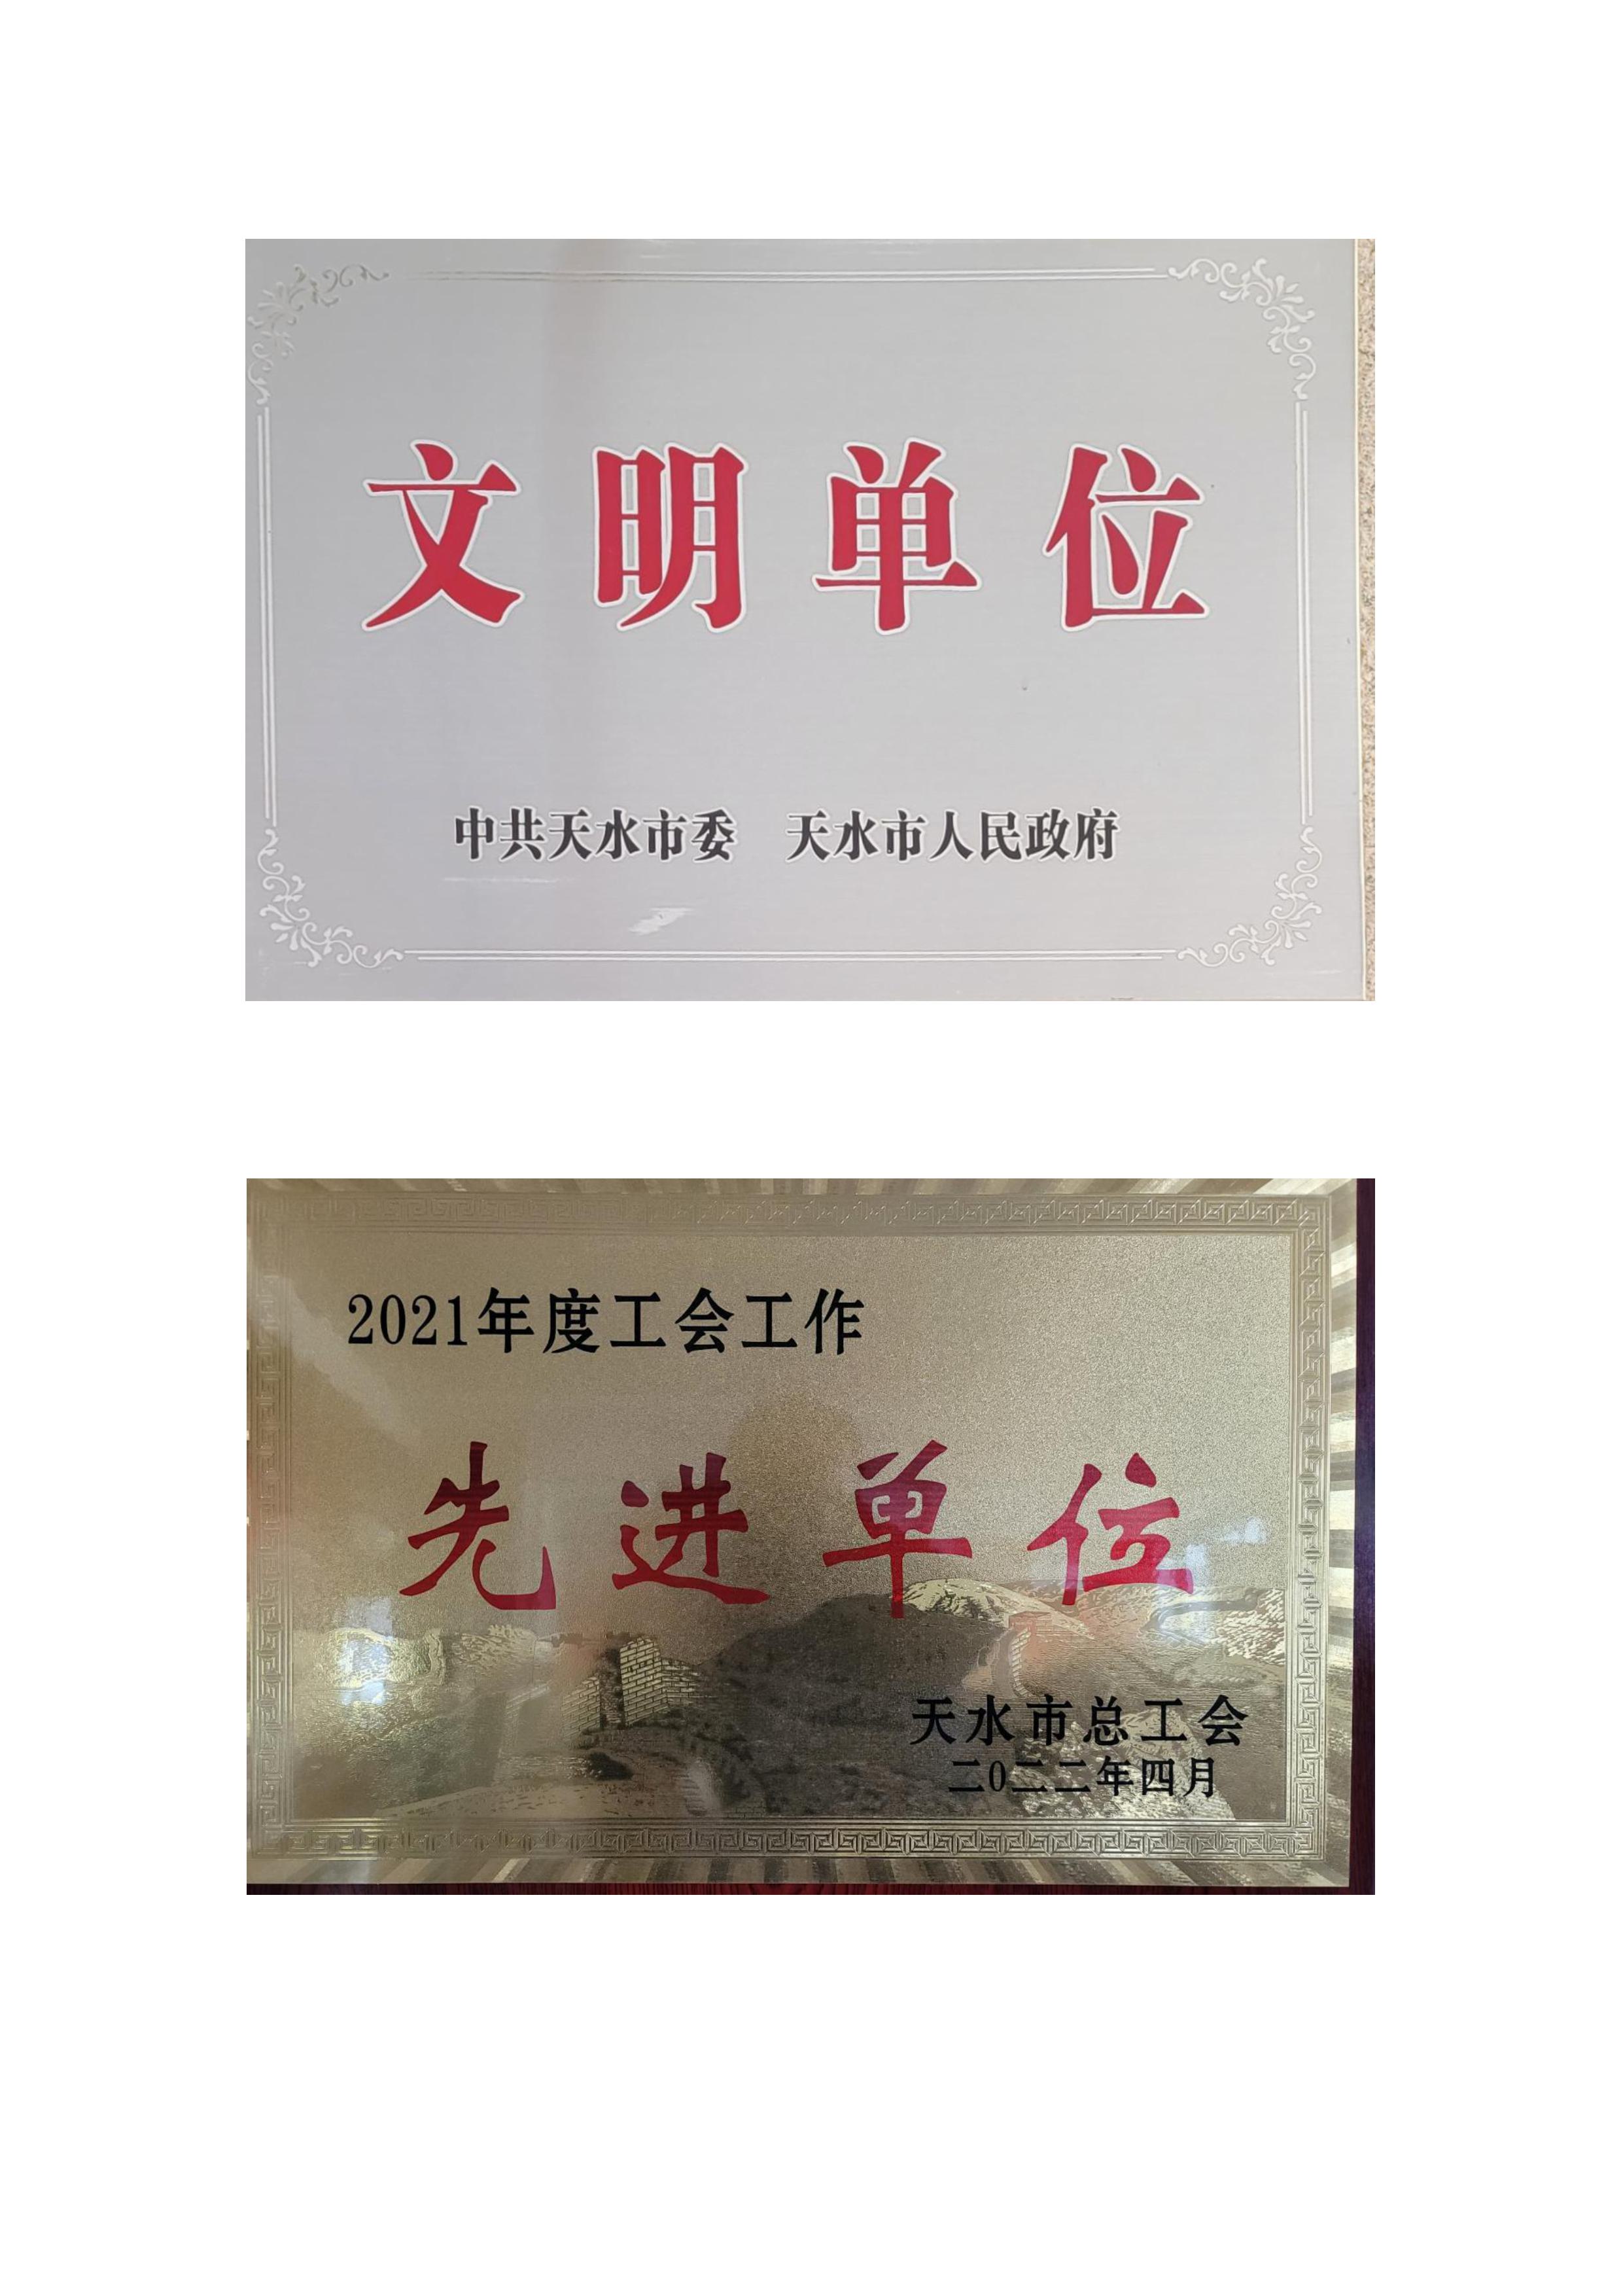 文明单位
中共天水市委　天水市人民政府
2021年度工会工作
先进单位
天水市总工会
二0二二年四月